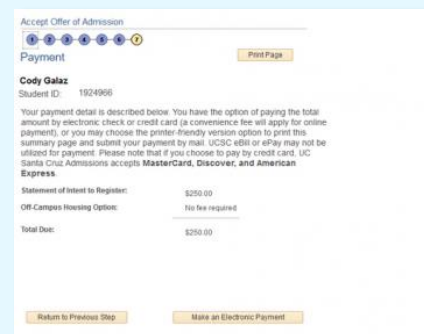 Accept Offer of Admission
1 2 3 4 5 6 7
Payment
Print Page
Cody Galaz
Student ID: 1924966
Your payment detail is described below. You have the option of paying the total
amount by electronic check or credit card (a convenience fee will apply for online
payment), or you may choose the printer-friendly version option to print this
summary page and submit your payment by mail. UCSC eBill or ePay may not be
utilized for payment. Please note that if you choose to pay by credit card, UC
Santa Cruz Admissions accepts MasterCard, Discover, and American
Express.
Statement of Intent to Register: $250.00
Off-Campus Housing Option: No fee required
Total Due: $250.00
Return to Previous Step
Make an Electronic Payment